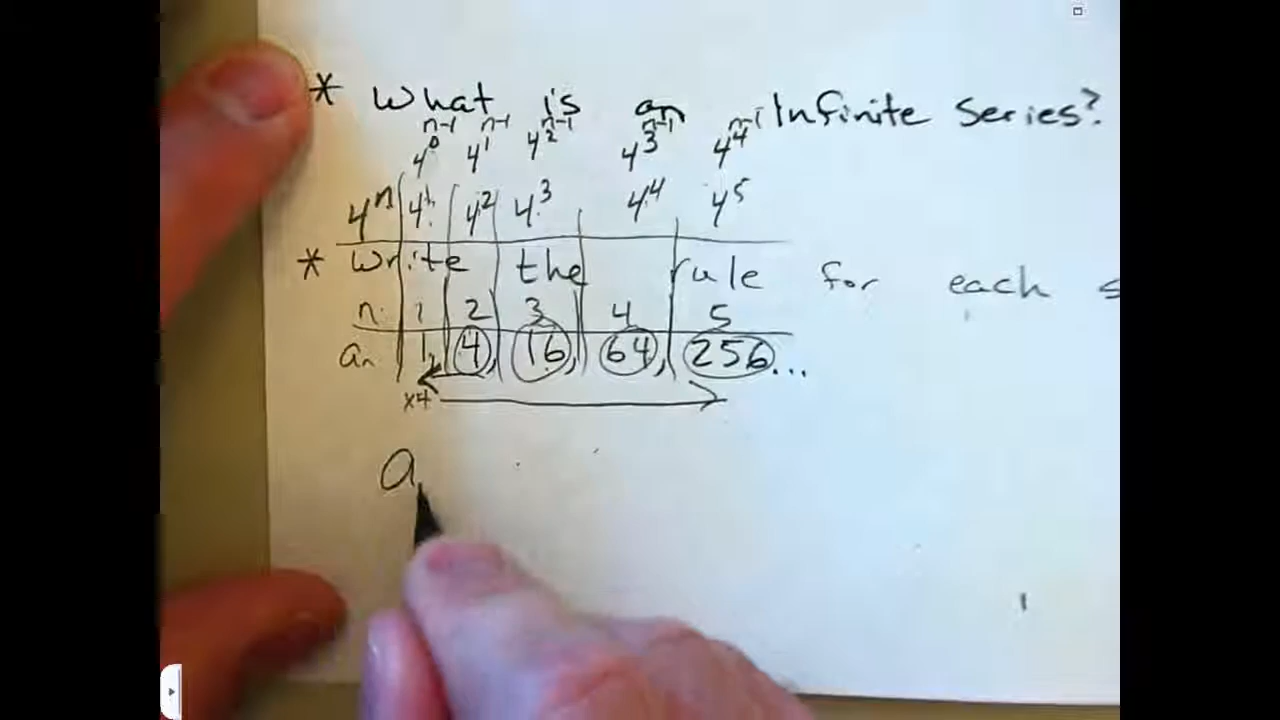 * What is an Infinite Series?
n-1 n-1 n-1 n-1 n-1
4⁰ 4¹ 4² 4³ 4⁴
4ⁿ 4¹ 4² 4³ 4⁴ 4⁵
* Write the rule for each s
n 1 2 3 4 5
aₙ 1, 4, 16, 64, 256...
x4
a